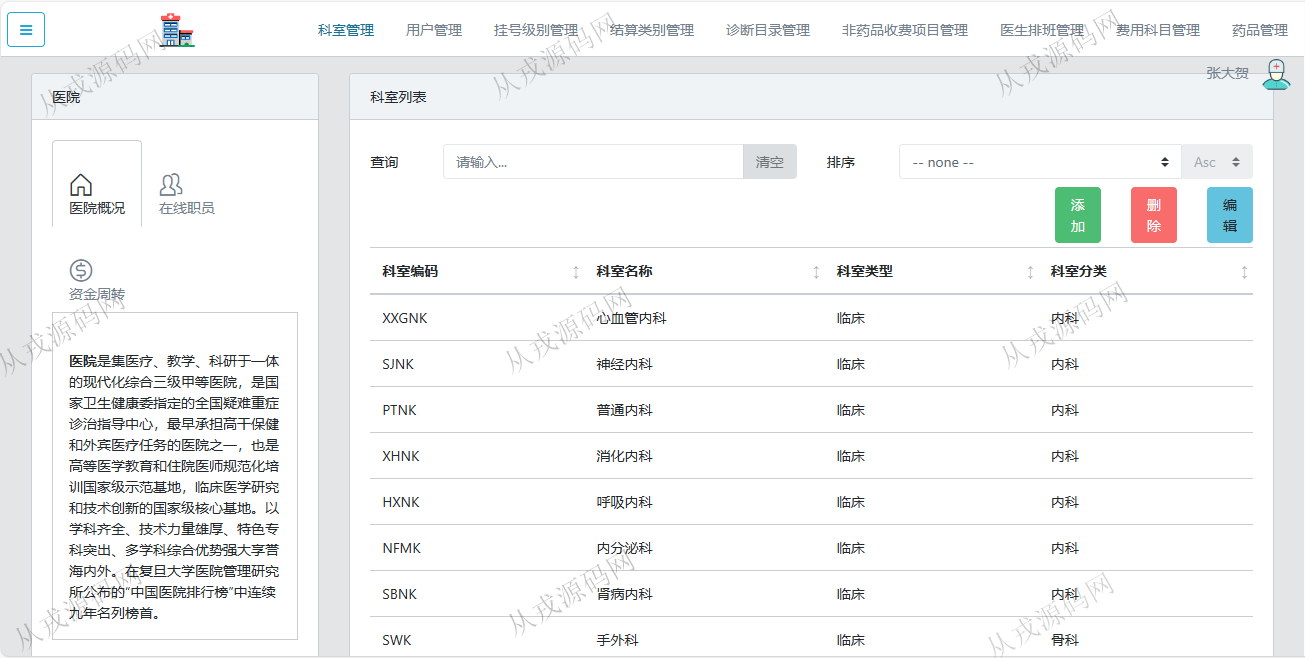 科室管理 用户管理 挂号级别管理 结算类别管理 诊断目录管理 非药品收费项目管理 医生排班管理 费用科目管理 药品管理
张大贺
医院
医院概况
在线职员
资金周转
医院是集医疗、教学、科研于一体
的现代化综合三级甲等医院，是国
家卫生健康委指定的全国疑难重症
诊治指导中心，最早承担高干保健
和外宾医疗任务的医院之一，也是
高等医学教育和住院医师规范化培
训国家级示范基地，临床医学研究
和技术创新的国家级核心基地。以
学科齐全、技术力量雄厚、特色专
科突出、多学科综合优势强大享誉
海内外。在复旦大学医院管理研究
所公布的"中国医院排行榜"中连续
九年名列榜首。
科室列表
查询 请输入... 清空 排序 -- none -- Asc
添加 删除 编辑
科室编码 科室名称 科室类型 科室分类
XXGNK 心血管内科 临床 内科
SJNK 神经内科 临床 内科
PTNK 普通内科 临床 内科
XHNK 消化内科 临床 内科
HXNK 呼吸内科 临床 内科
NFMK 内分泌科 临床 内科
SBNK 肾病内科 临床 内科
SWK 手外科 临床 骨科
从戎源码网
从戎源码网
从戎源码网
从戎源码网
从戎源码网
从戎源码网
从戎源码网
从戎源码网
从戎源码网